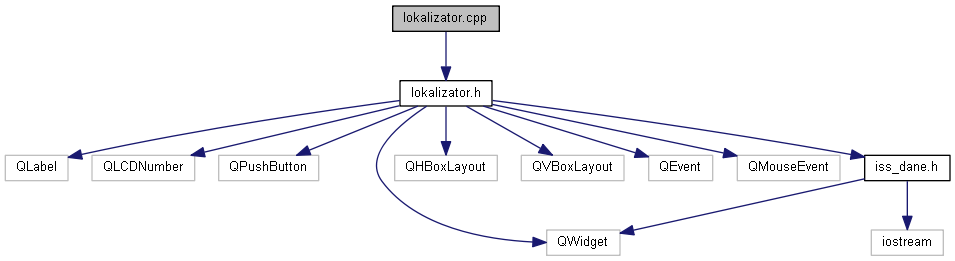 lokalizator.cpp
lokalizator.h
QLabel
QLCDNumber
QPushButton
QHBoxLayout
QVBoxLayout
QEvent
QMouseEvent
iss_dane.h
QWidget
iostream